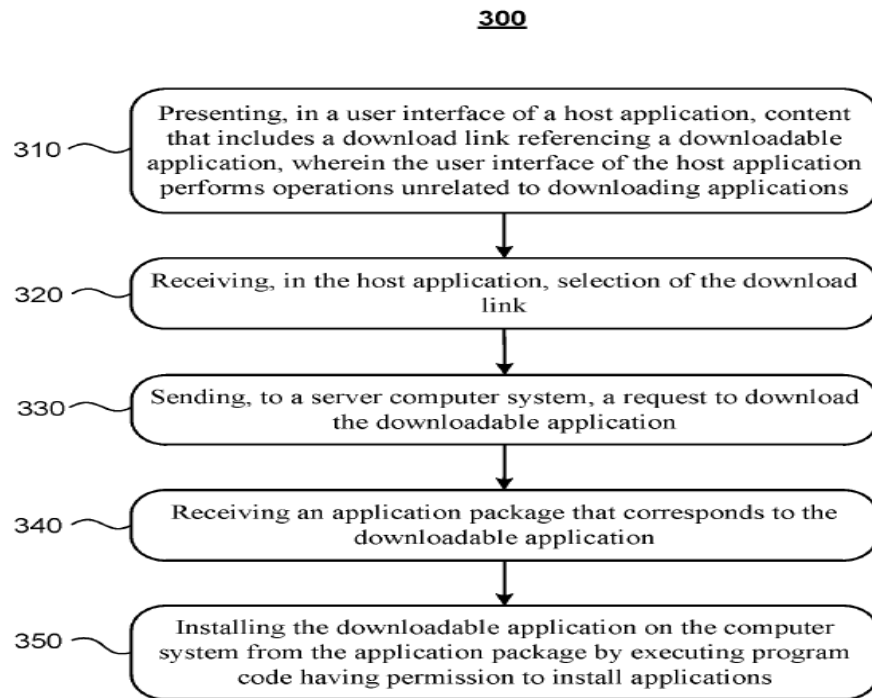 300
310
Presenting, in a user interface of a host application, content
that includes a download link referencing a downloadable
application, wherein the user interface of the host application
performs operations unrelated to downloading applications
320
Receiving, in the host application, selection of the download
link
330
Sending, to a server computer system, a request to download
the downloadable application
340
Receiving an application package that corresponds to the
downloadable application
350
Installing the downloadable application on the computer
system from the application package by executing program
code having permission to install applications